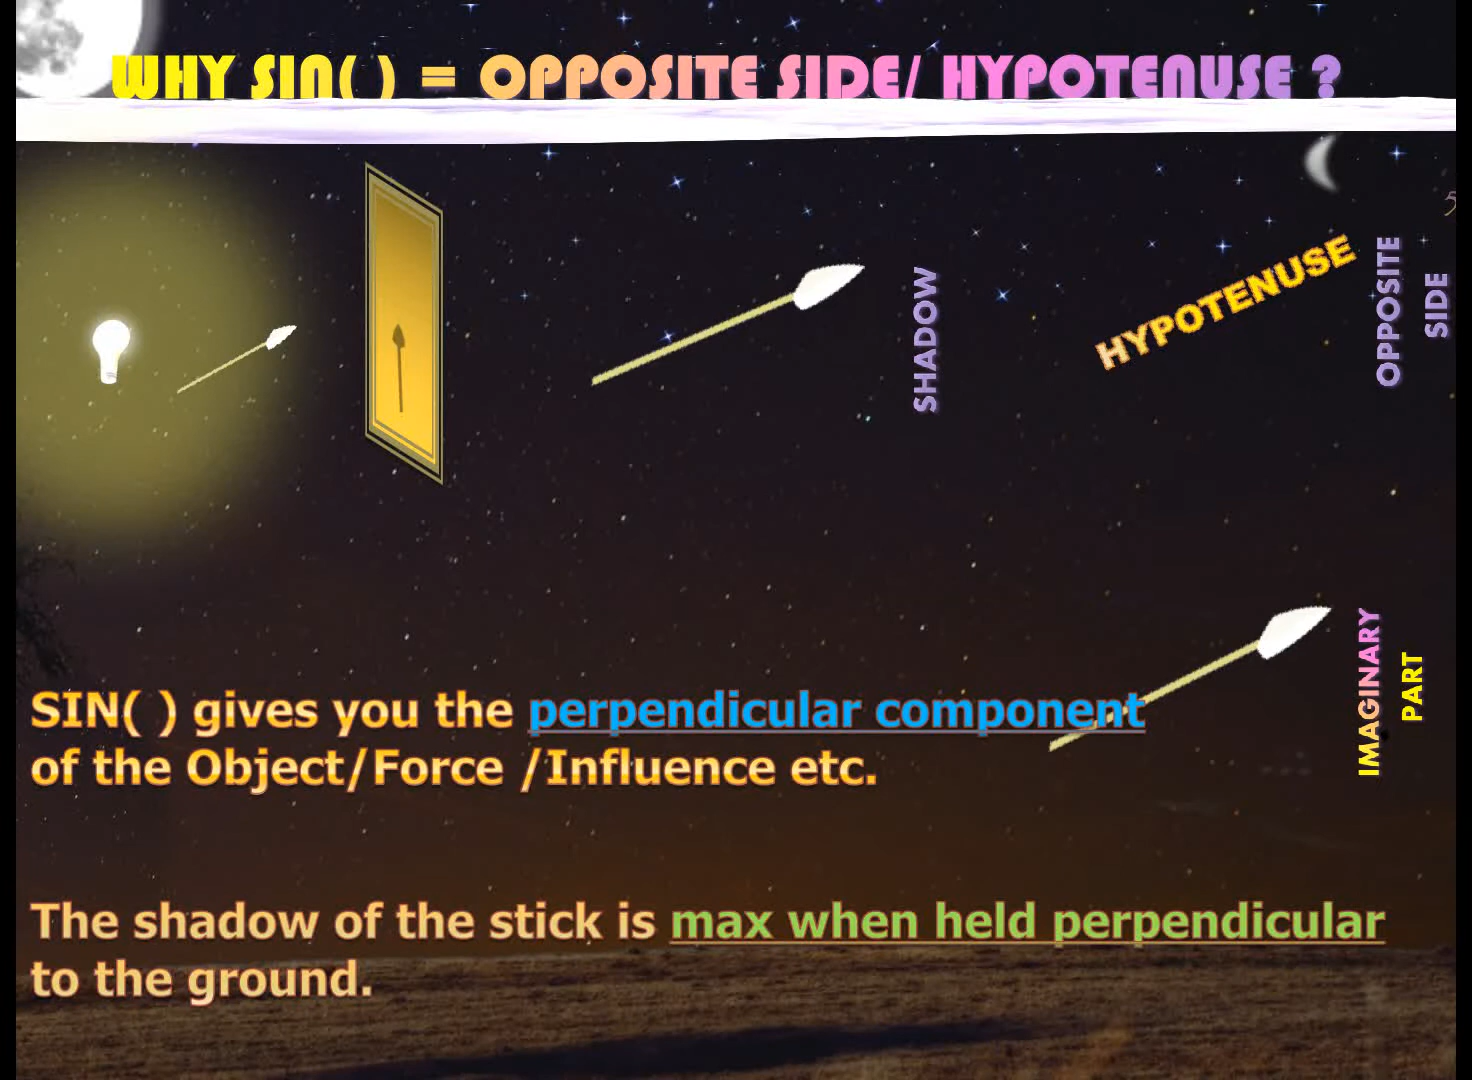 WHY SIN( ) = OPPOSITE SIDE/ HYPOTENUSE ?
SHADOW
HYPOTENUSE
OPPOSITE
SIDE
IMAGINARY
PART
SIN( ) gives you the perpendicular component
of the Object/Force /Influence etc.
The shadow of the stick is max when held perpendicular
to the ground.